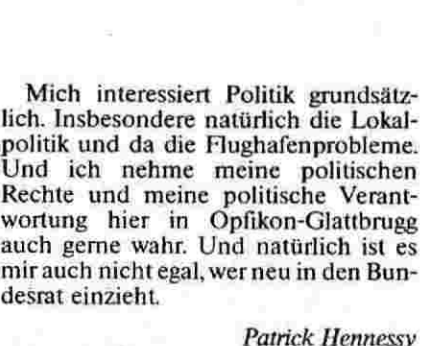 Mich interessiert Politik grundsätz-
lich. Insbesondere natürlich die Lokal-
politik und da die Flughafenprobleme.
Und ich nehme meine politischen
Rechte und meine politische Verant-
wortung hier in Opfikon-Glattbrugg
auch gerne wahr. Und natürlich ist es
mir auch nicht egal, wer neu in den Bun-
desrat einzieht.
Patrick Hennessy